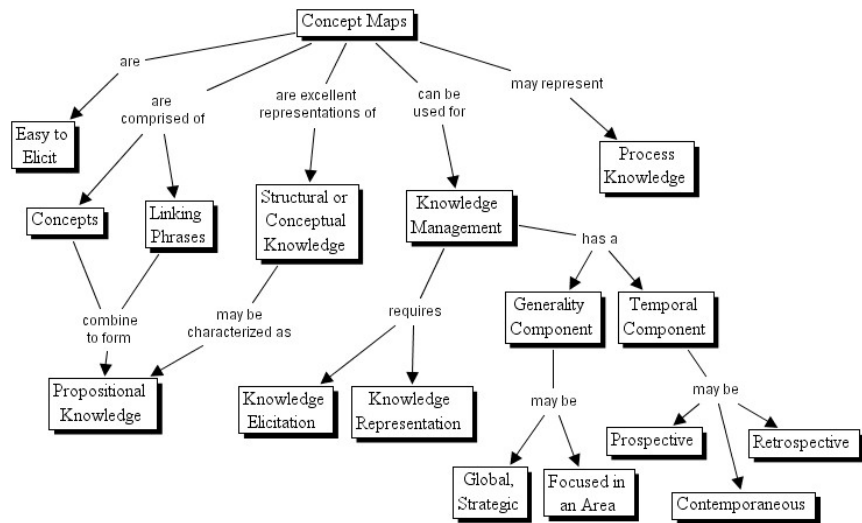 Concept Maps
are
may represent
are
comprised of
are excellent
representations of
can be
used for
Easy to
Elicit
Process
Knowledge
Concepts
Linking
Phrases
Structural or
Conceptual
Knowledge
Knowledge
Management
has a
combine
to form
may be
characterized as
requires
Generality
Component
Temporal
Component
Propositional
Knowledge
Knowledge
Elicitation
Knowledge
Representation
may be
may be
Prospective
Retrospective
Global,
Strategic
Focused in
an Area
Contemporaneous